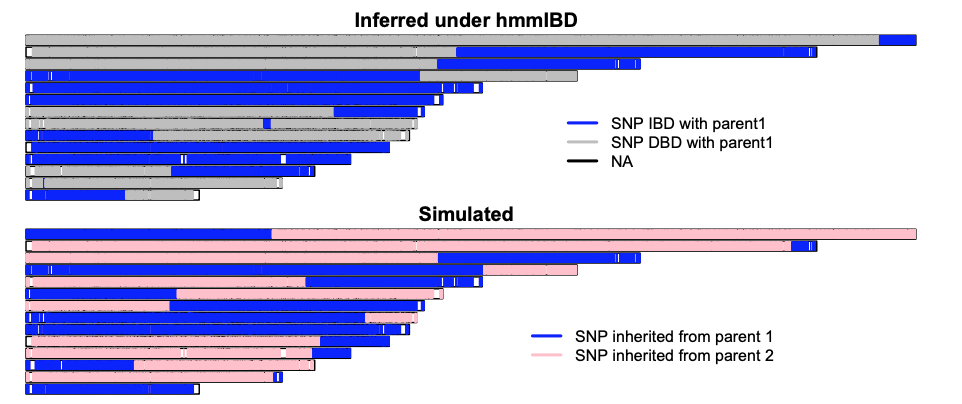 Inferred under hmmIBD
SNP IBD with parent1
SNP DBD with parent1
NA
Simulated
SNP inherited from parent 1
SNP inherited from parent 2